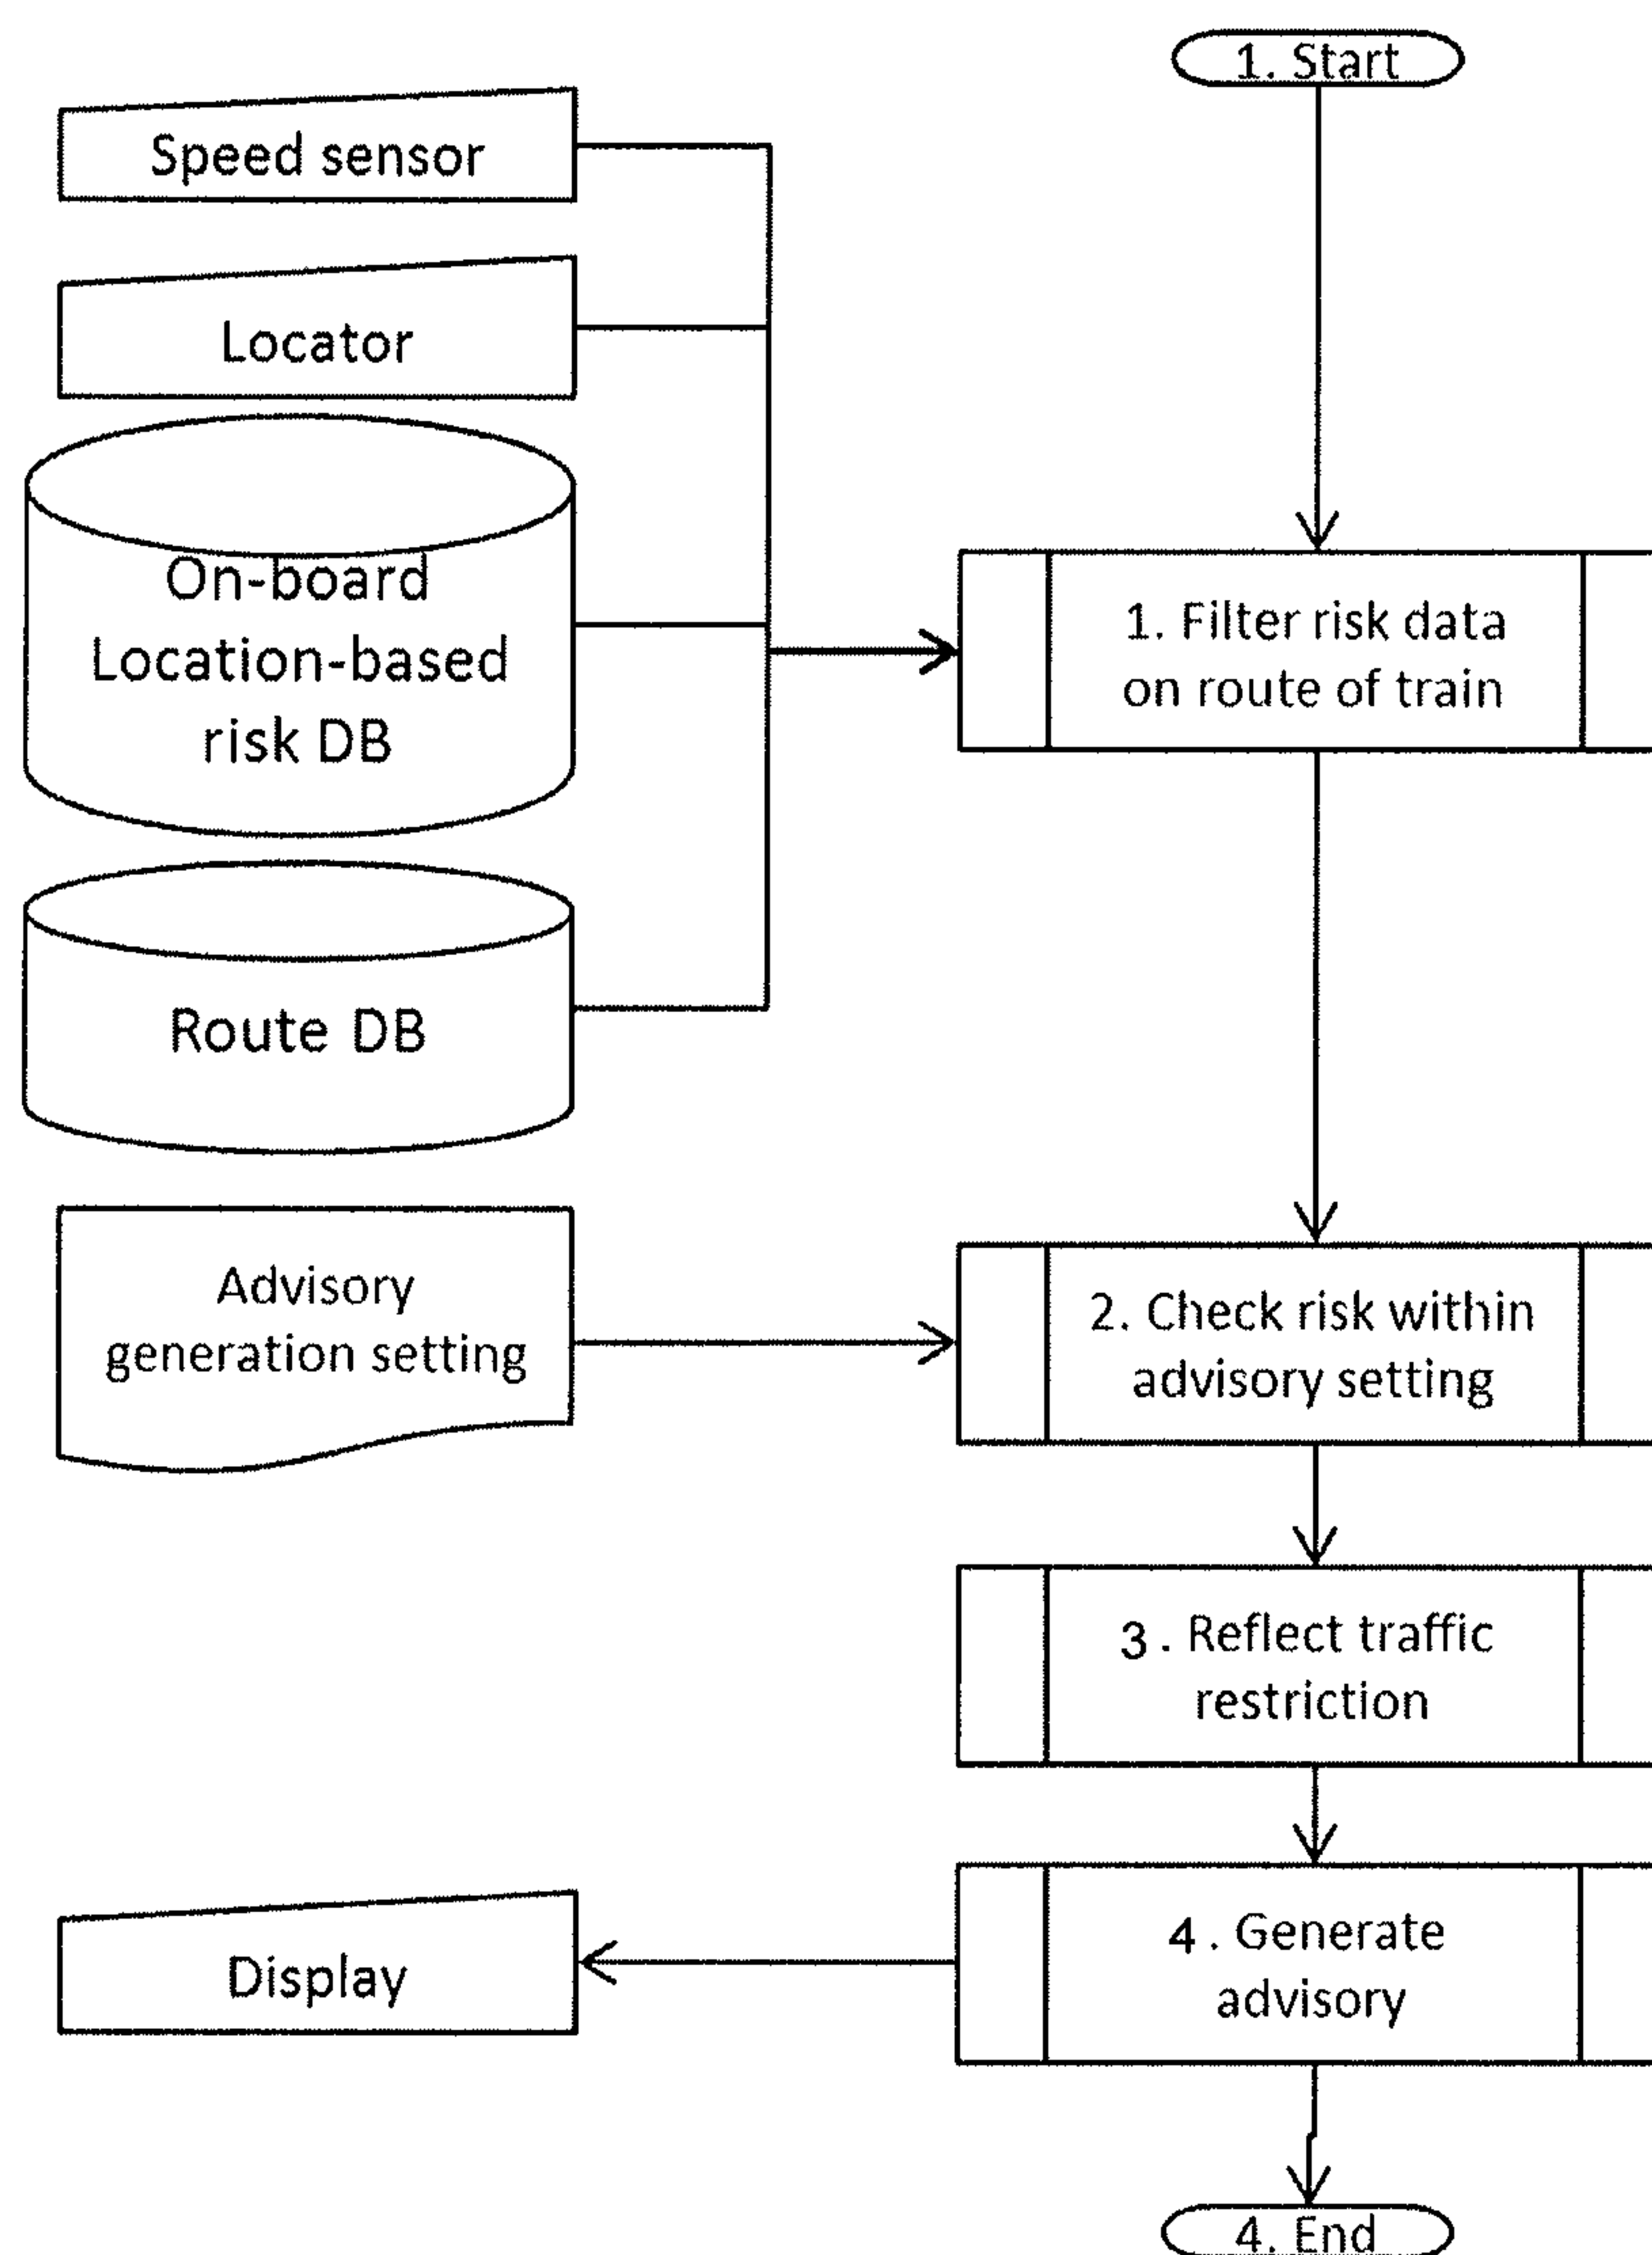 1. Start
Speed sensor
Locator
On-board
Location-based
risk DB
1. Filter risk data
on route of train
Route DB
Advisory
generation setting
2. Check risk within
advisory setting
3. Reflect traffic
restriction
4. Generate
advisory
Display
4. End